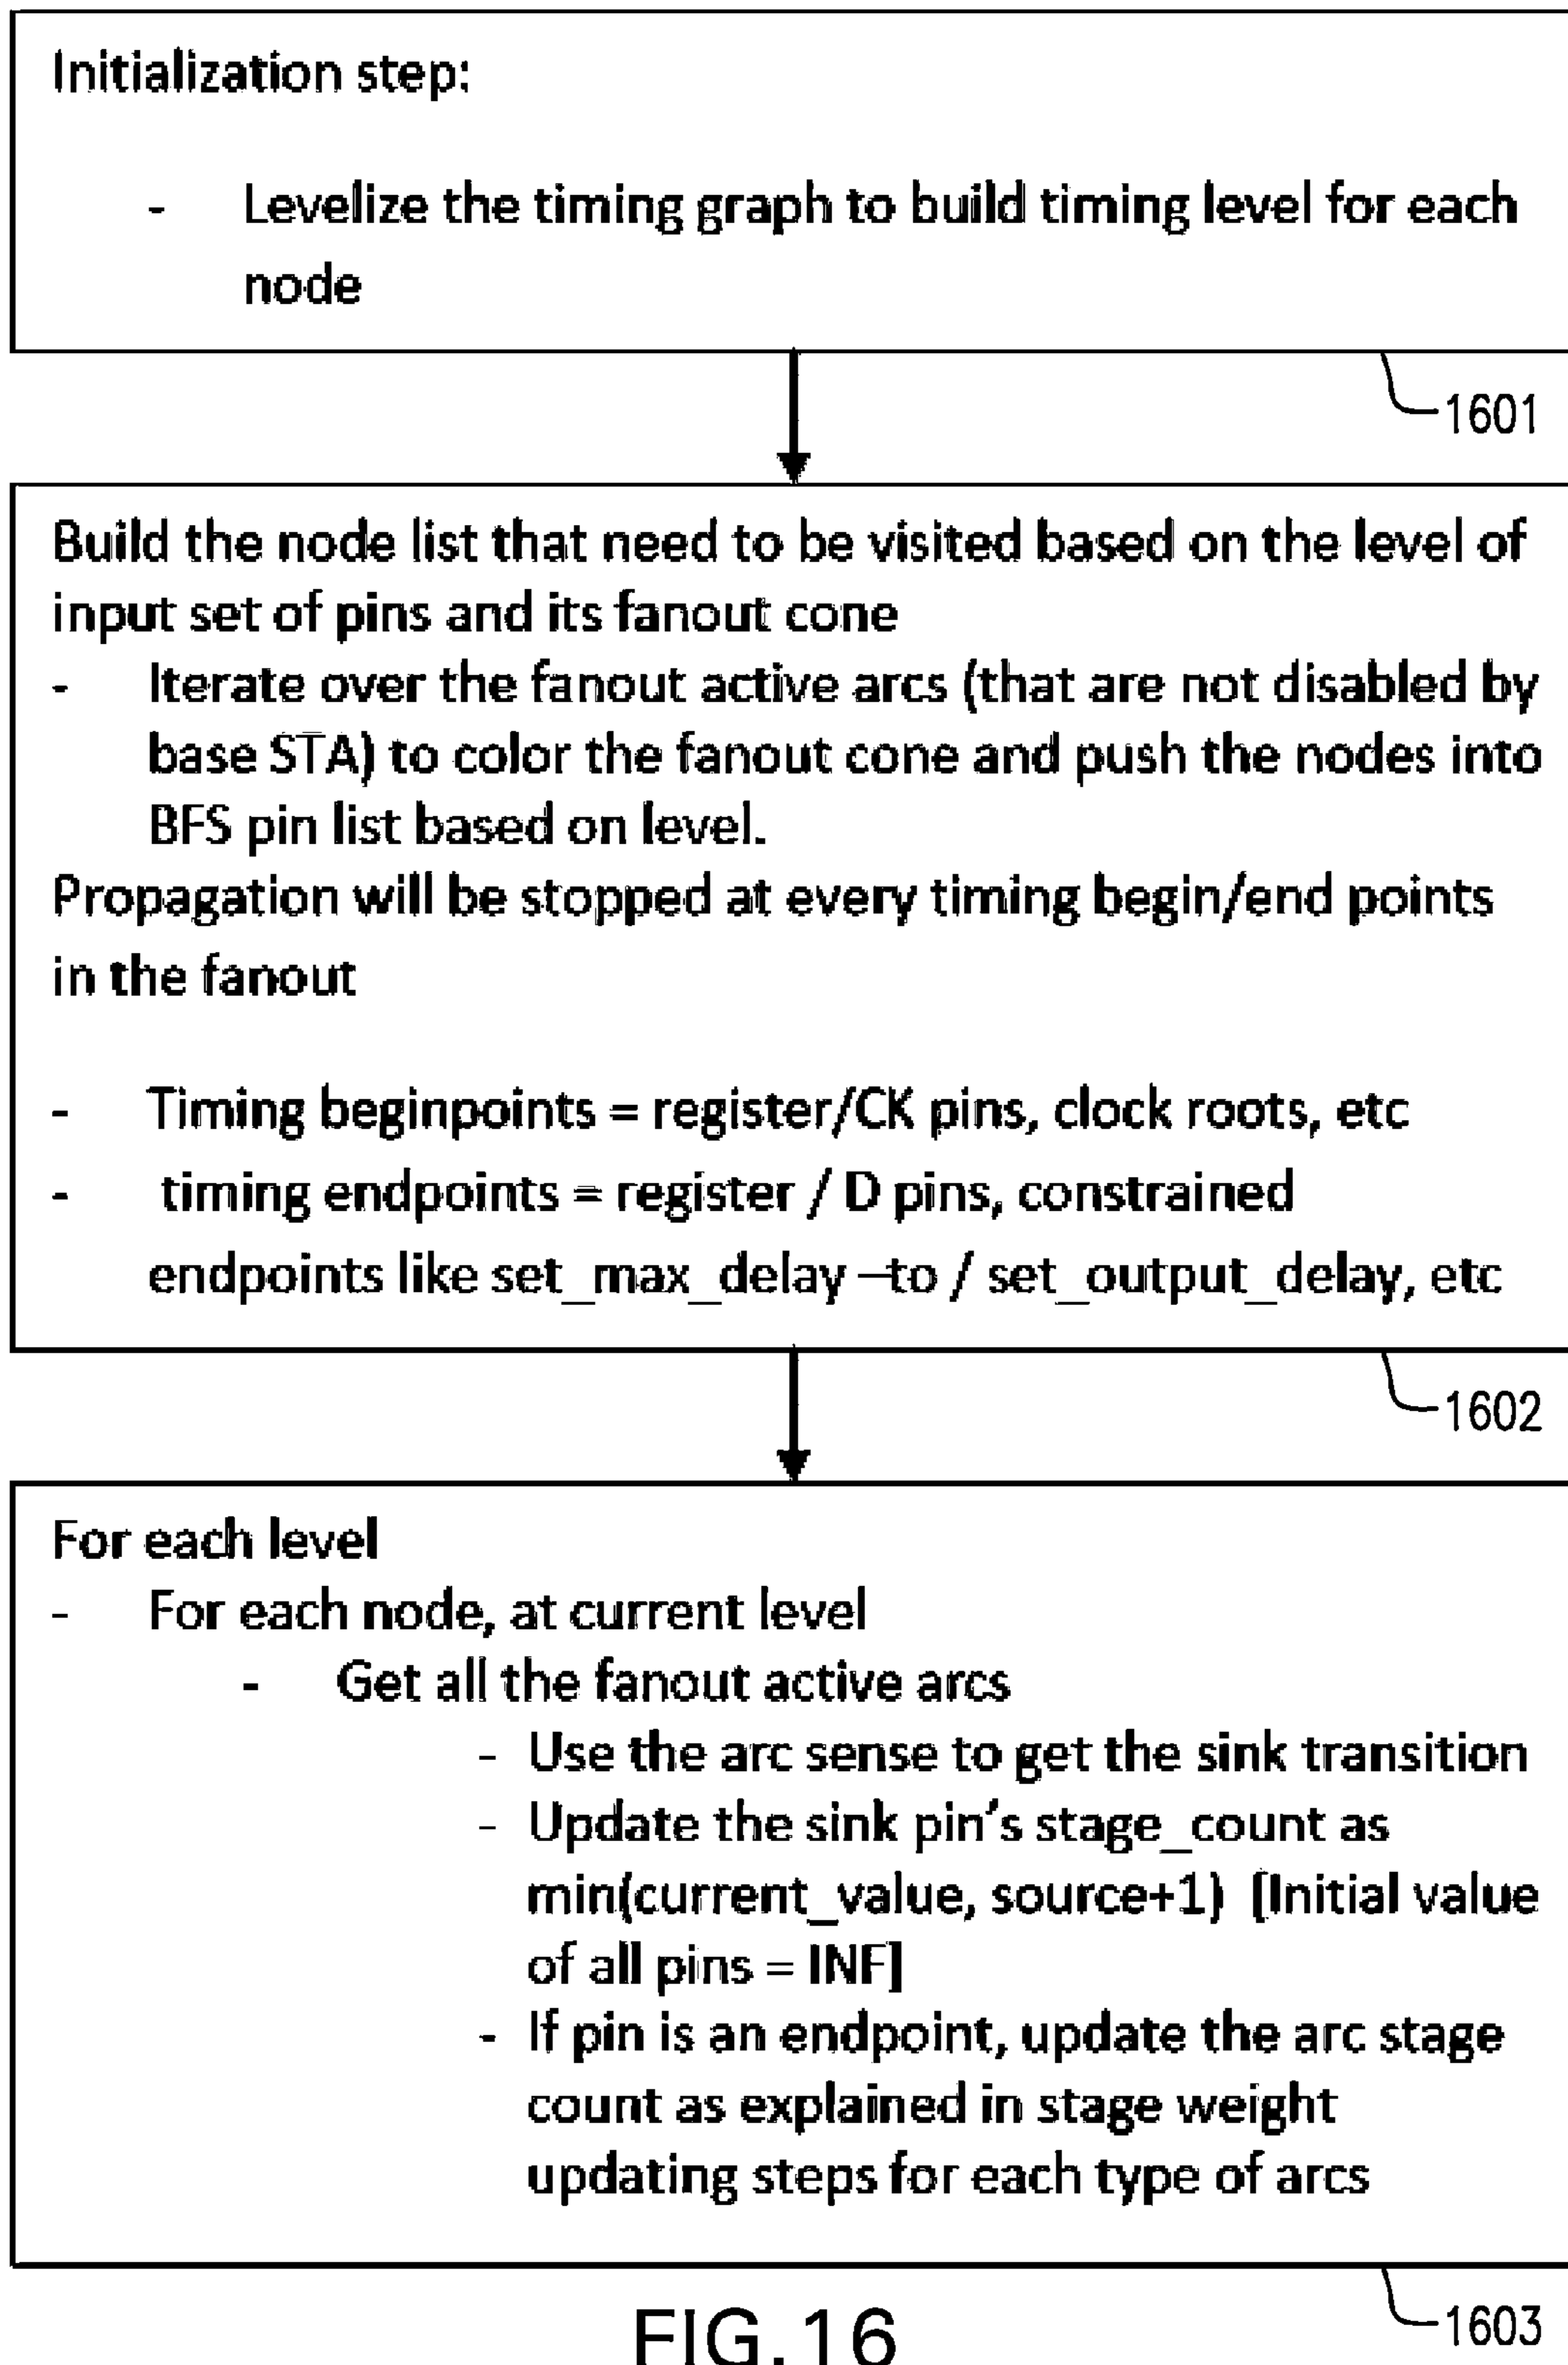 Initialization step:
- Levelize the timing graph to build timing level for each
node
1601
Build the node list that need to be visited based on the level of
input set of pins and its fanout cone
- Iterate over the fanout active arcs (that are not disabled by
base STA) to color the fanout cone and push the nodes into
BFS pin list based on level.
Propagation will be stopped at every timing begin/end points
in the fanout
- Timing beginpoints = register/CK pins, clock roots, etc
- timing endpoints = register / D pins, constrained
endpoints like set_max_delay –to / set_output_delay, etc
1602
For each level
- For each node, at current level
- Get all the fanout active arcs
- Use the arc sense to get the sink transition
- Update the sink pin’s stage_count as
min(current_value, source+1) [Initial value
of all pins = INF]
- If pin is an endpoint, update the arc stage
count as explained in stage weight
updating steps for each type of arcs
1603
FIG.16